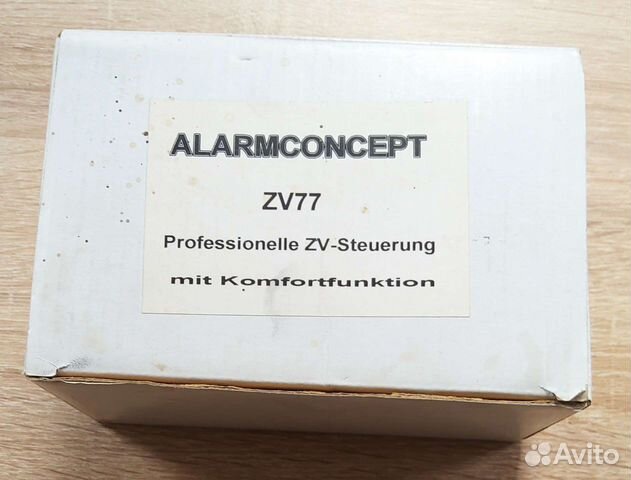 ALARMCONCEPT
ZV77
Professionelle ZV-Steuerung
mit Komfortfunktion
Avito